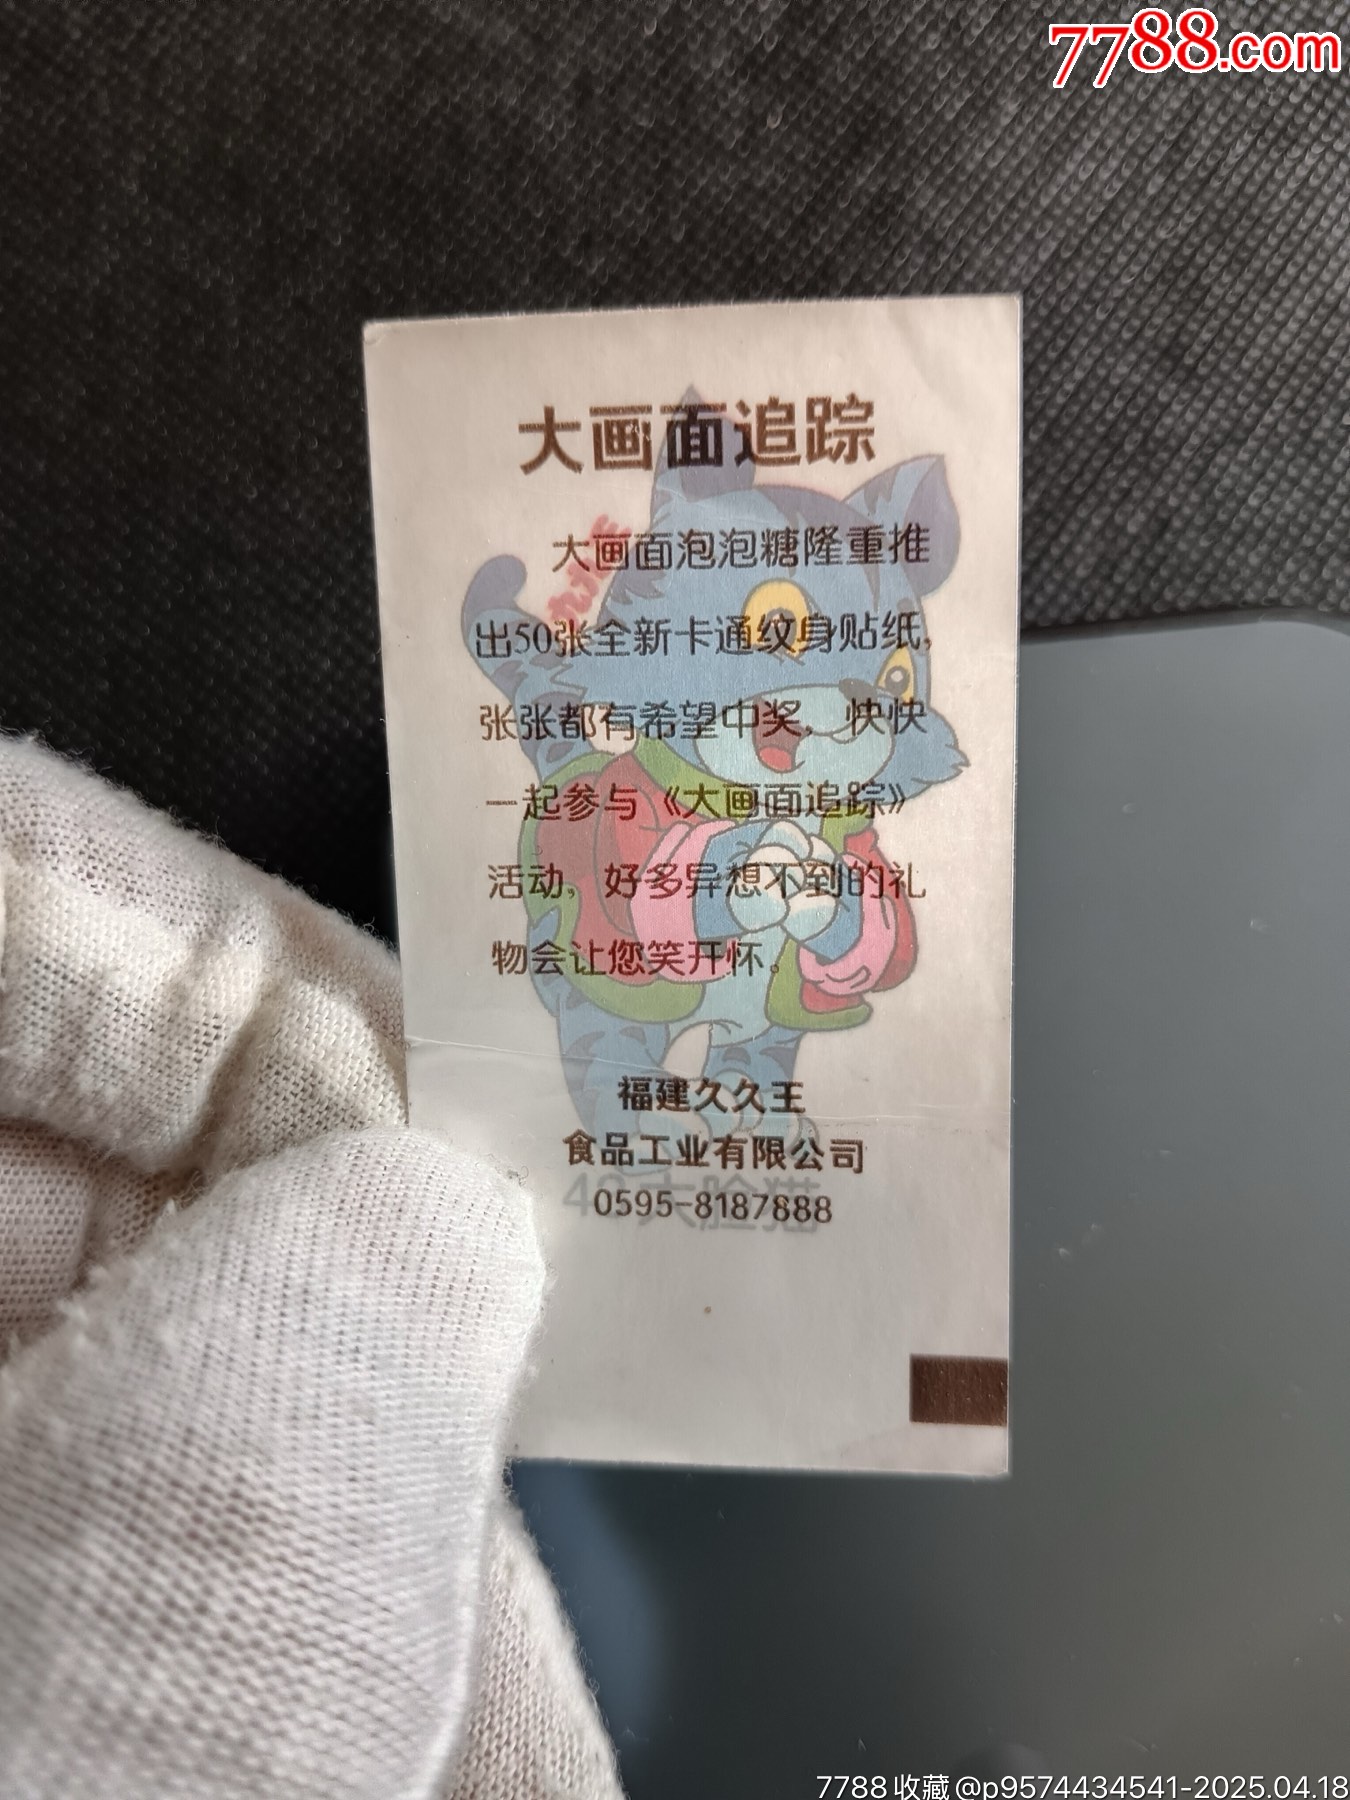 7788.com
大画面追踪
大画面泡泡糖隆重推
出50张全新卡通纹身贴纸,
张张都有希望中奖，快快
一起参与《大画面追踪》
活动，好多异想不到的礼
物会让您笑开怀。
福建久久王
食品工业有限公司
0595-8187888
大脸猫
7788收藏@p9574434541-2025.04.18